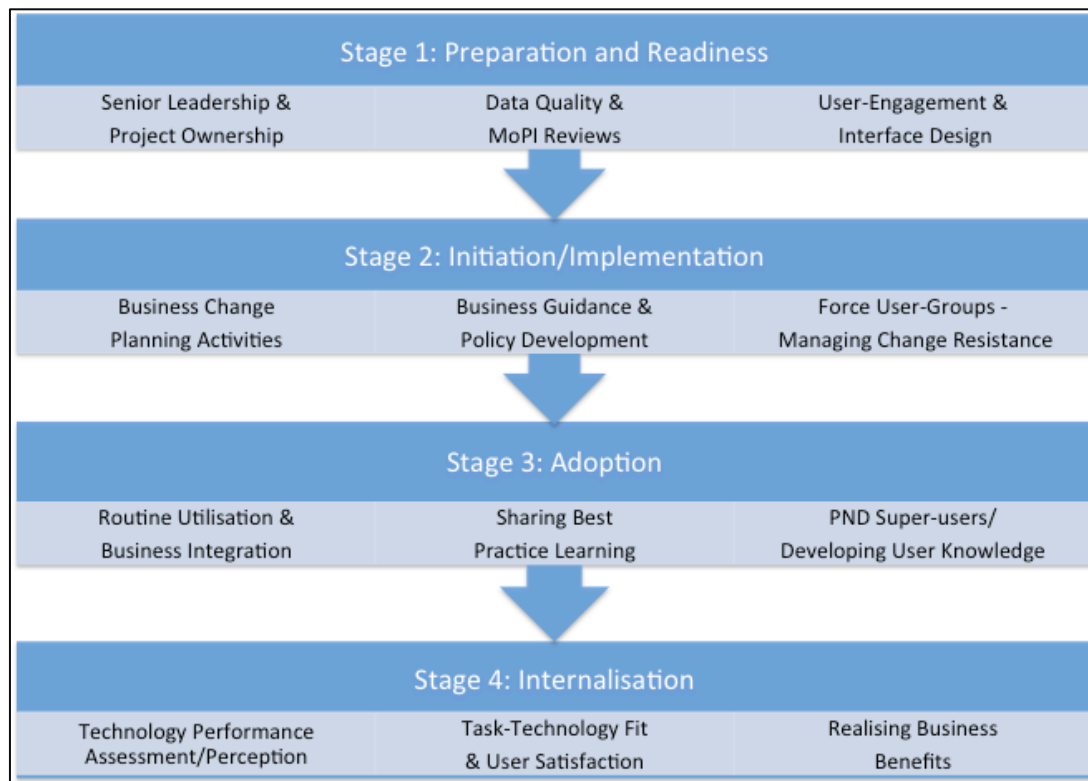 Stage 1: Preparation and Readiness
Senior Leadership &
Project Ownership
Data Quality &
MoPI Reviews
User-Engagement &
Interface Design
Stage 2: Initiation/Implementation
Business Change
Planning Activities
Business Guidance &
Policy Development
Force User-Groups -
Managing Change Resistance
Stage 3: Adoption
Routine Utilisation &
Business Integration
Sharing Best
Practice Learning
PND Super-users/
Developing User Knowledge
Stage 4: Internalisation
Technology Performance
Assessment/Perception
Task-Technology Fit
& User Satisfaction
Realising Business
Benefits